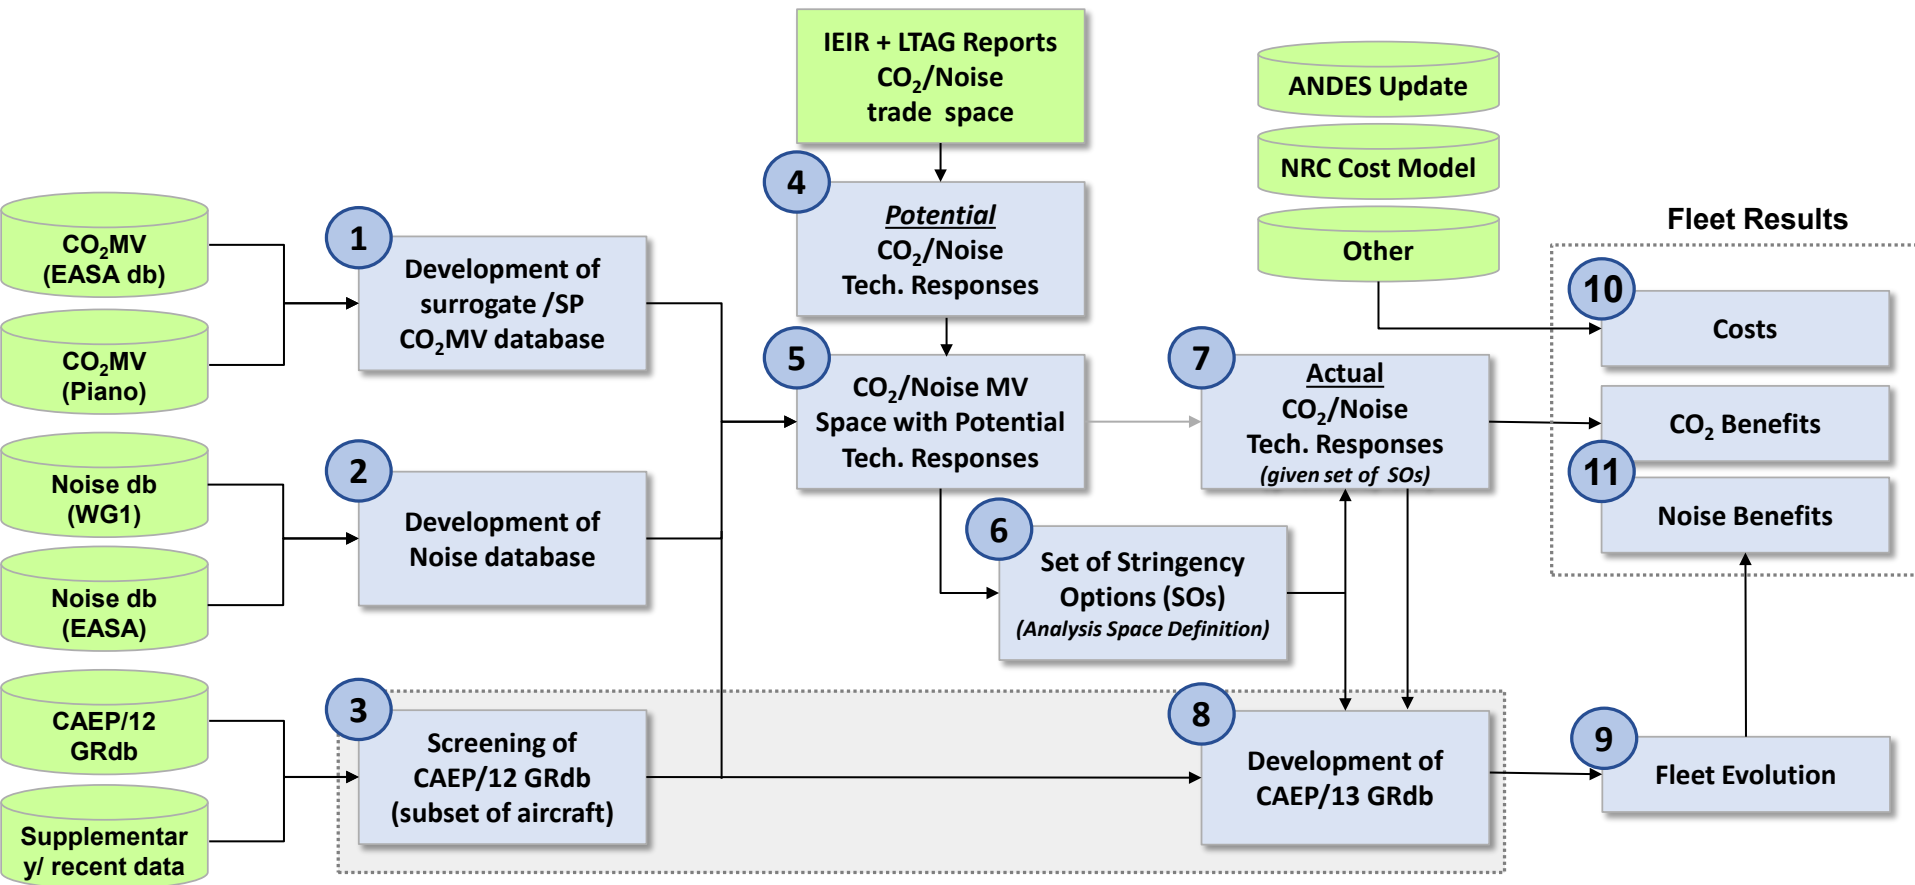 IEIR + LTAG Reports
CO₂/Noise
trade space
ANDES Update
NRC Cost Model
Other
CO₂MV
(EASA db)
CO₂MV
(Piano)
Noise db
(WG1)
Noise db
(EASA)
CAEP/12
GRdb
Supplementar
y/ recent data
1
Development of
surrogate /SP
CO₂MV database
2
Development of
Noise database
3
Screening of
CAEP/12 GRdb
(subset of aircraft)
4
Potential
CO₂/Noise
Tech. Responses
5
CO₂/Noise MV
Space with Potential
Tech. Responses
6
Set of Stringency
Options (SOs)
(Analysis Space Definition)
7
Actual
CO₂/Noise
Tech. Responses
(given set of SOs)
8
Development of
CAEP/13 GRdb
9
Fleet Evolution
Fleet Results
10
Costs
CO₂ Benefits
11
Noise Benefits